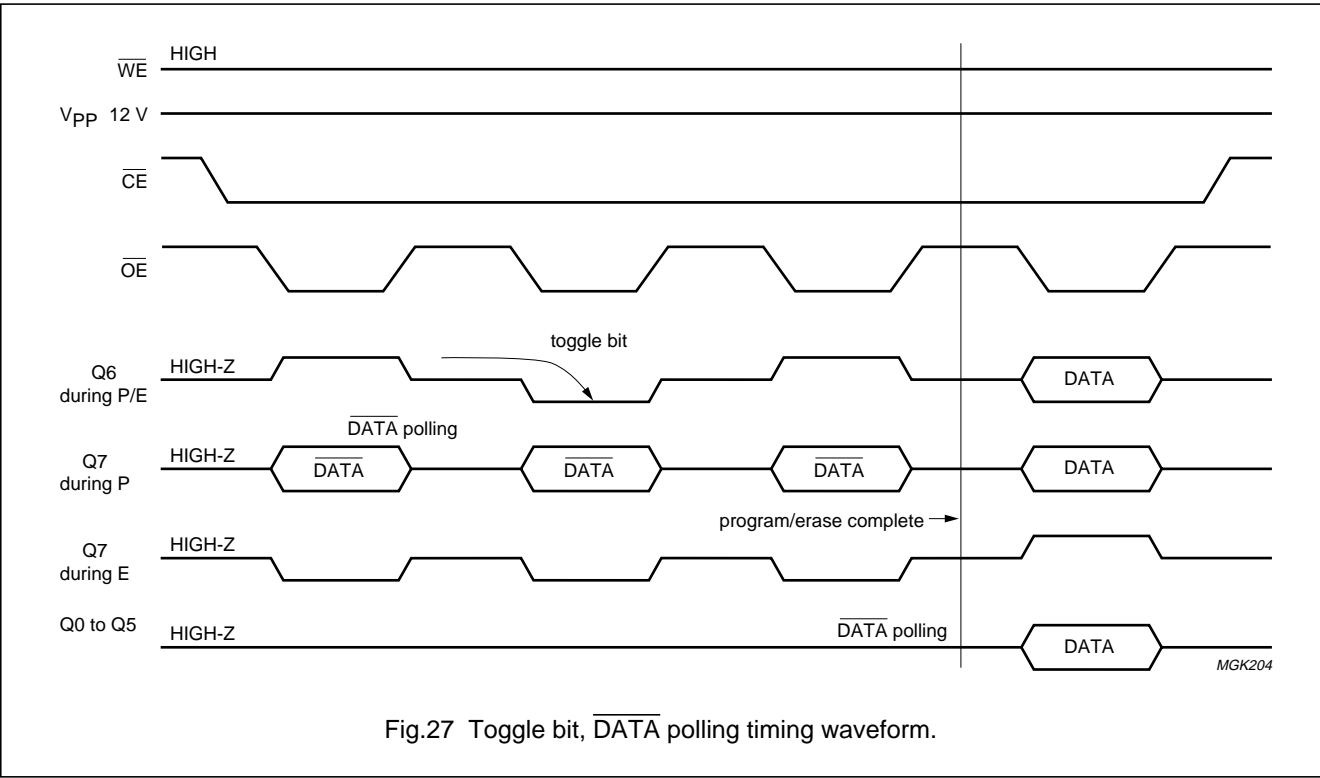 WE HIGH
VPP 12 V
CE
OE
toggle bit
Q6
during P/E
HIGH-Z
DATA
DATA polling
Q7
during P
HIGH-Z
DATA
DATA
DATA
DATA
program/erase complete
Q7
during E
HIGH-Z
Q0 to Q5
HIGH-Z
DATA polling
DATA
MGK204
Fig.27 Toggle bit, DATA polling timing waveform.